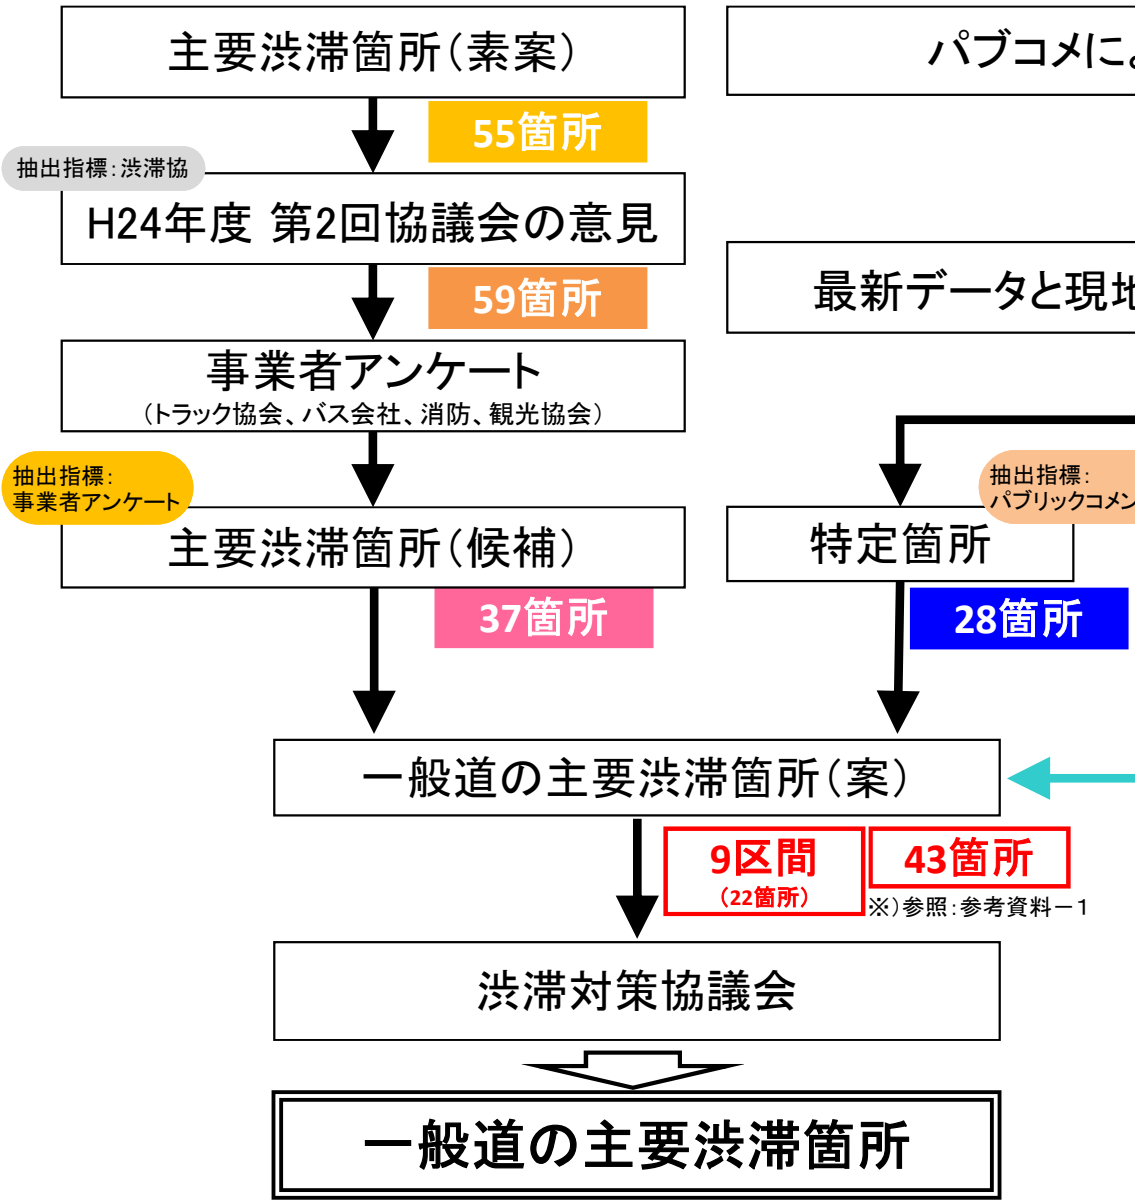 主要渋滞箇所(素案)
55箇所
抽出指標:渋滞協
H24年度 第2回協議会の意見
59箇所
事業者アンケート
(トラック協会、バス会社、消防、観光協会)
抽出指標:
事業者アンケート
主要渋滞箇所(候補)
37箇所
パブコメに
最新データと現地
抽出指標:
パブリックコメン
特定箇所
28箇所
一般道の主要渋滞箇所(案)
9区間
(22箇所)
43箇所
※)参照:参考資料-1
渋滞対策協議会
一般道の主要渋滞箇所